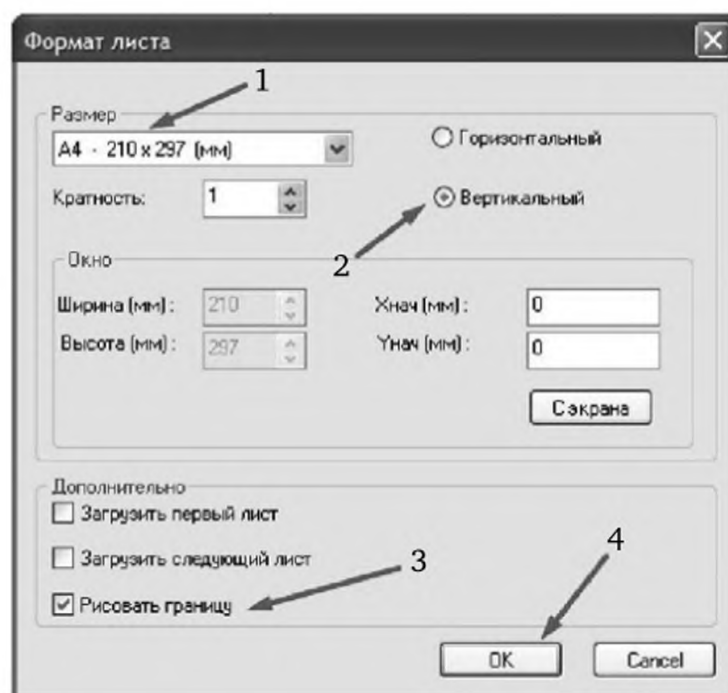 Формат листа
1
Размер
А4 - 210 x 297 (мм)
Горизонтальный
Кратность: 1
Вертикальный
2
Окно
Ширина (мм) : 210 Xнач (мм) : 0
Высота (мм) : 297 Yнач (мм) : 0
С экрана
Дополнительно
Загрузить первый лист
Загрузить следующий лист
3
4
Рисовать границу
OK Cancel